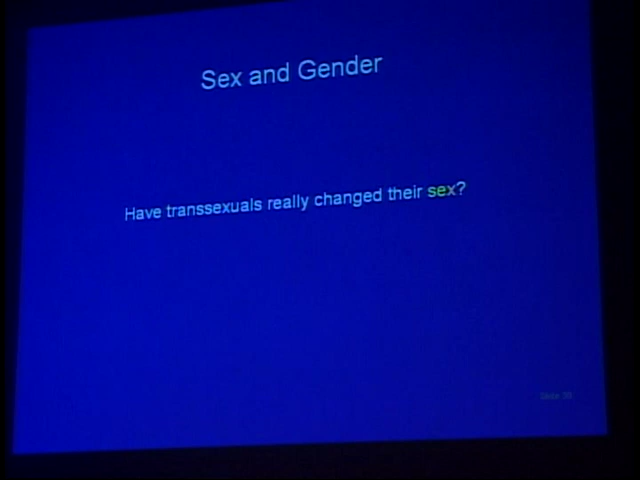 Sex and Gender
Have transsexuals really changed their sex?